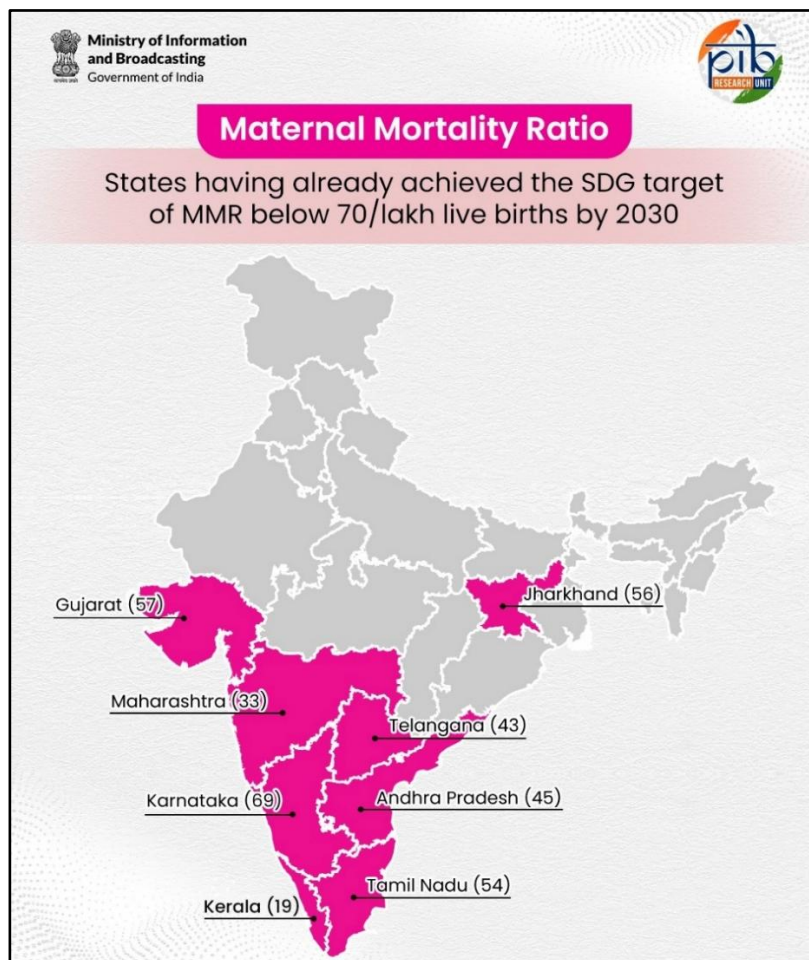 Ministry of Information
and Broadcasting
Government of India
pib
RESEARCH UNIT
Maternal Mortality Ratio
States having already achieved the SDG target
of MMR below 70/lakh live births by 2030
Jharkhand (56)
Gujarat (57)
Maharashtra (33)
Telangana (43)
Karnataka (69)
Andhra Pradesh (45)
Tamil Nadu (54)
Kerala (19)